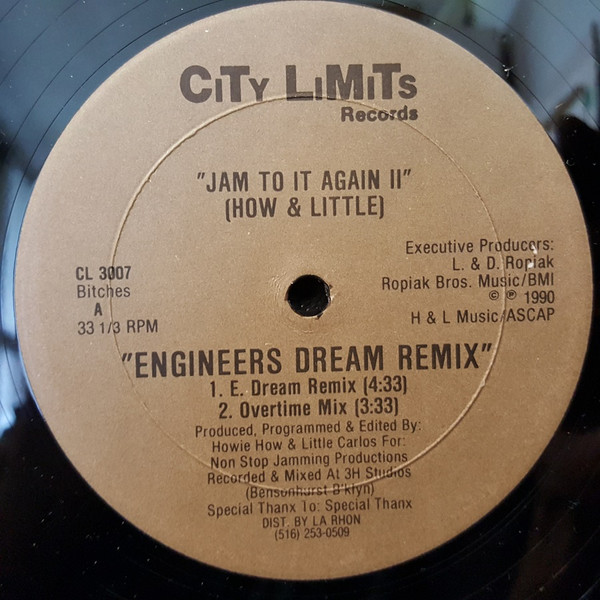 CiTy LiMiTs
Records
"JAM TO IT AGAIN II"
(HOW & LITTLE)
CL 3007
Bitches
A
33 1/3 RPM
Executive Producers:
L. & D. Ropiak
Ropiak Bros. Music/BMI
© ℗ 1990
H & L Music/ASCAP
"ENGINEERS DREAM REMIX"
1. E. Dream Remix (4:33)
2. Overtime Mix (3:33)
Produced, Programmed & Edited By:
Howie How & Little Carlos For:
Non Stop Jamming Productions
Recorded & Mixed At 3H Studios
(Bensonhurst B'klyn)
Special Thanx To: Special Thanx
DIST. BY LA RHON
(516) 253-0509